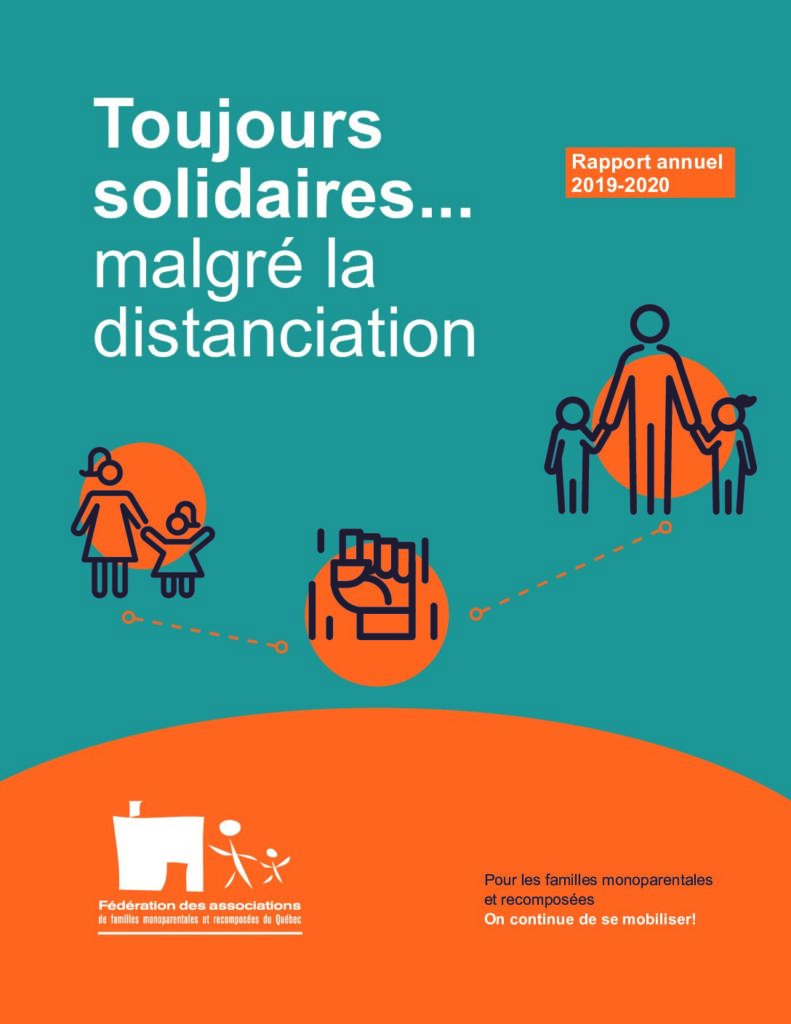 Toujours
solidaires...
malgré la
distanciation
Rapport annuel
2019-2020
Fédération des associations
de familles monoparentales et recomposées du Québec
Pour les familles monoparentales
et recomposées
On continue de se mobiliser!